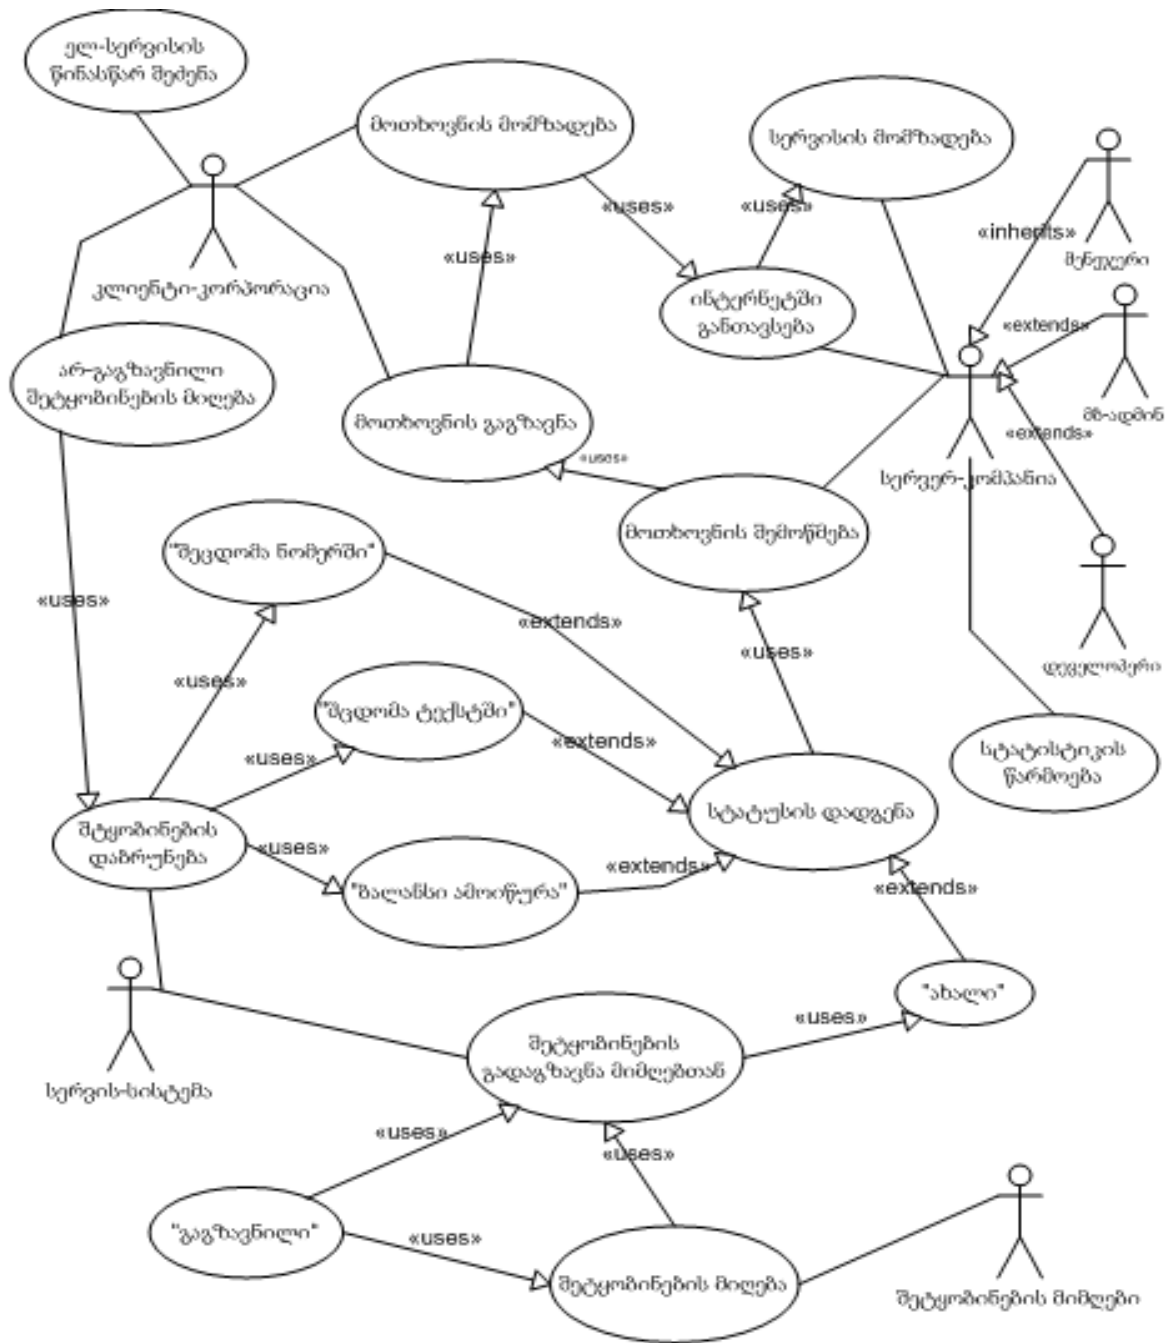 ელ-სერვისის
წინასწარ შეძენა
მოთხოვნის მომზადება
სერვისის მომზადება
«uses»
«uses»
«inherits»
მენეჯერი
«uses»
კლიენტი-კორპორაცია
ინტერნეტში
განთავსება
«extends»
არ-გაგზავნილი
შეტყობინების მიღება
მოთხოვნის გაგზავნა
მზ-ადმინ
«extends»
«uses»
სერვერ-კომპანია
მოთხოვნის შემოწმება
"შეცდომა ნომერში"
«uses»
«extends»
«uses»
დეველოპერი
«uses»
"შცდომა ტექსტში"
«extends»
«uses»
სტატისტიკის
წარმოება
სტატუსის დადგენა
შტყობინების
დაბრუნება
«uses»
«extends»
"ბალანსი ამოიწურა"
«extends»
"ახალი"
«uses»
შეტყობინების
გადაგზავნა მიმღებთან
სერვის-სისტემა
«uses»
«uses»
"გაგზავნილი"
«uses»
შეტყობინების მიღება
შეტყობინების მიმღები